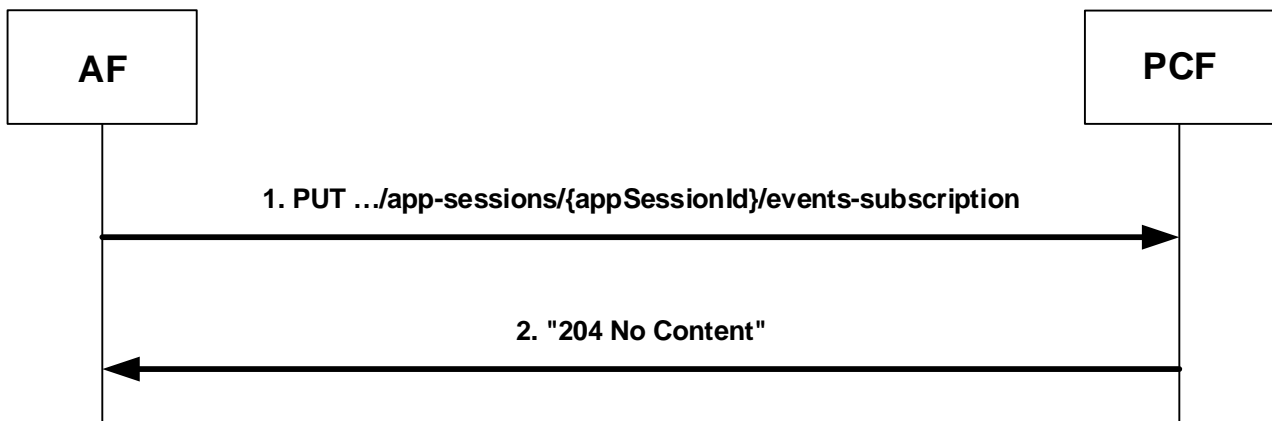 AF
PCF
1. PUT …/app-sessions/{appSessionId}/events-subscription
2. "204 No Content"